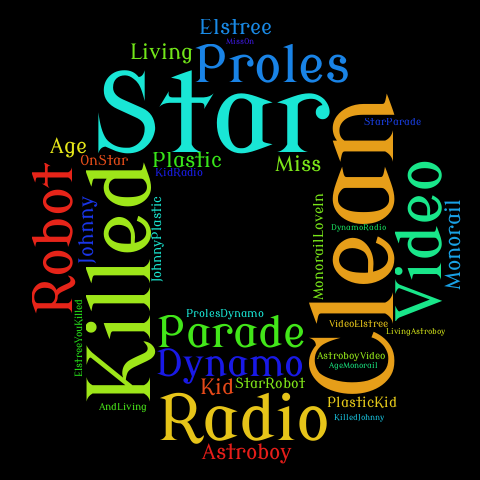 Elstree
MissOn
Living
Proles
Star
StarParade
Age
OnStar
Plastic
KidRadio
Miss
Clean
Robot
Johnny
Killed
JohnnyPlastic
MonorailLoveIn
DynamoRadio
Video
Monorail
ElstreeYouKilled
ProlesDynamo
Parade
VideoElstree
LivingAstroboy
Dynamo
AstroboyVideo
AgeMonorail
Kid
StarRobot
AndLiving
Radio
PlasticKid
KilledJohnny
Astroboy